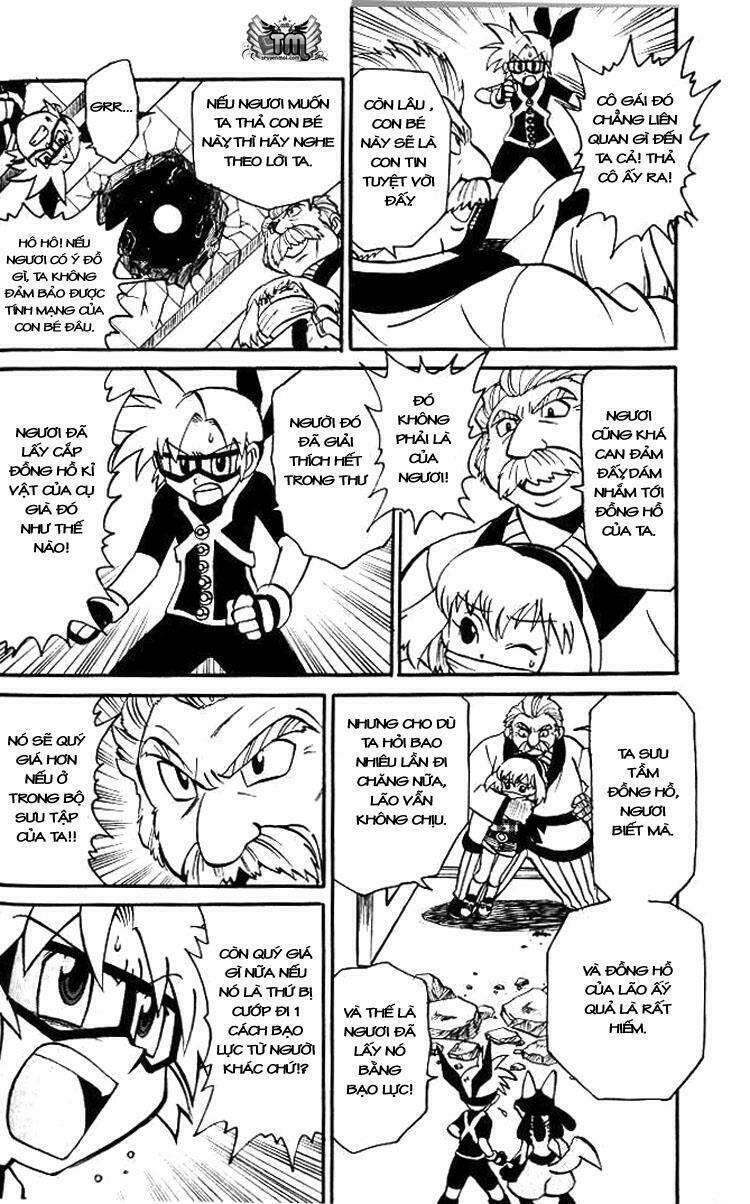 TM
truyenmoi.com
CÔ GÁI ĐÓ
CHẲNG LIÊN
QUAN GÌ ĐẾN
TA CẢ! THẢ
CÔ ẤY RA!
CÒN LÂU ,
CON BÉ
NÀY SẼ LÀ
CON TIN
TUYỆT VỜI
ĐẤY.
NẾU NGƯƠI MUỐN
TA THẢ CON BÉ
NÀY, THÌ HÃY NGHE
THEO LỜI TA.
GRR...
HÔ HÔ! NẾU
NGƯƠI CÓ Ý ĐỒ
GÌ, TA KHÔNG
ĐẢM BẢO ĐƯỢC
TÍNH MẠNG CỦA
CON BÉ ĐÂU.
NGƯƠI
CŨNG KHÁ
CAN ĐẢM
ĐẤY, DÁM
NHẮM TỚI
ĐỒNG HỒ
CỦA TA.
ĐÓ
KHÔNG
PHẢI LÀ
CỦA
NGƯƠI!
NGƯỜI ĐÓ
ĐÃ GIẢI
THÍCH HẾT
TRONG THƯ
NGƯƠI ĐÃ
LẤY CẮP
ĐỒNG HỒ KỈ
VẬT CỦA CỤ
GIÀ ĐÓ
NHƯ THẾ
NÀO!
TA SƯU
TẦM
ĐỒNG HỒ,
NGƯƠI
BIẾT MÀ.
NHƯNG CHO DÙ
TA HỎI BAO
NHIÊU LẦN ĐI
CHĂNG NỮA,
LÃO VẪN
KHÔNG CHỊU.
NÓ SẼ QUÝ
GIÁ HƠN
NẾU Ở
TRONG BỘ
SƯU TẬP
CỦA TA!!
VÀ ĐỒNG HỒ
CỦA LÃO ẤY
QUẢ LÀ RẤT
HIẾM.
VÀ THẾ LÀ
NGƯƠI ĐÃ
LẤY NÓ
BẰNG
BẠO LỰC!
CÒN QUÝ GIÁ
GÌ NỮA NẾU
NÓ LÀ THỨ BỊ
CƯỚP ĐI 1
CÁCH BẠO
LỰC TỪ NGƯỜI
KHÁC CHỨ!?